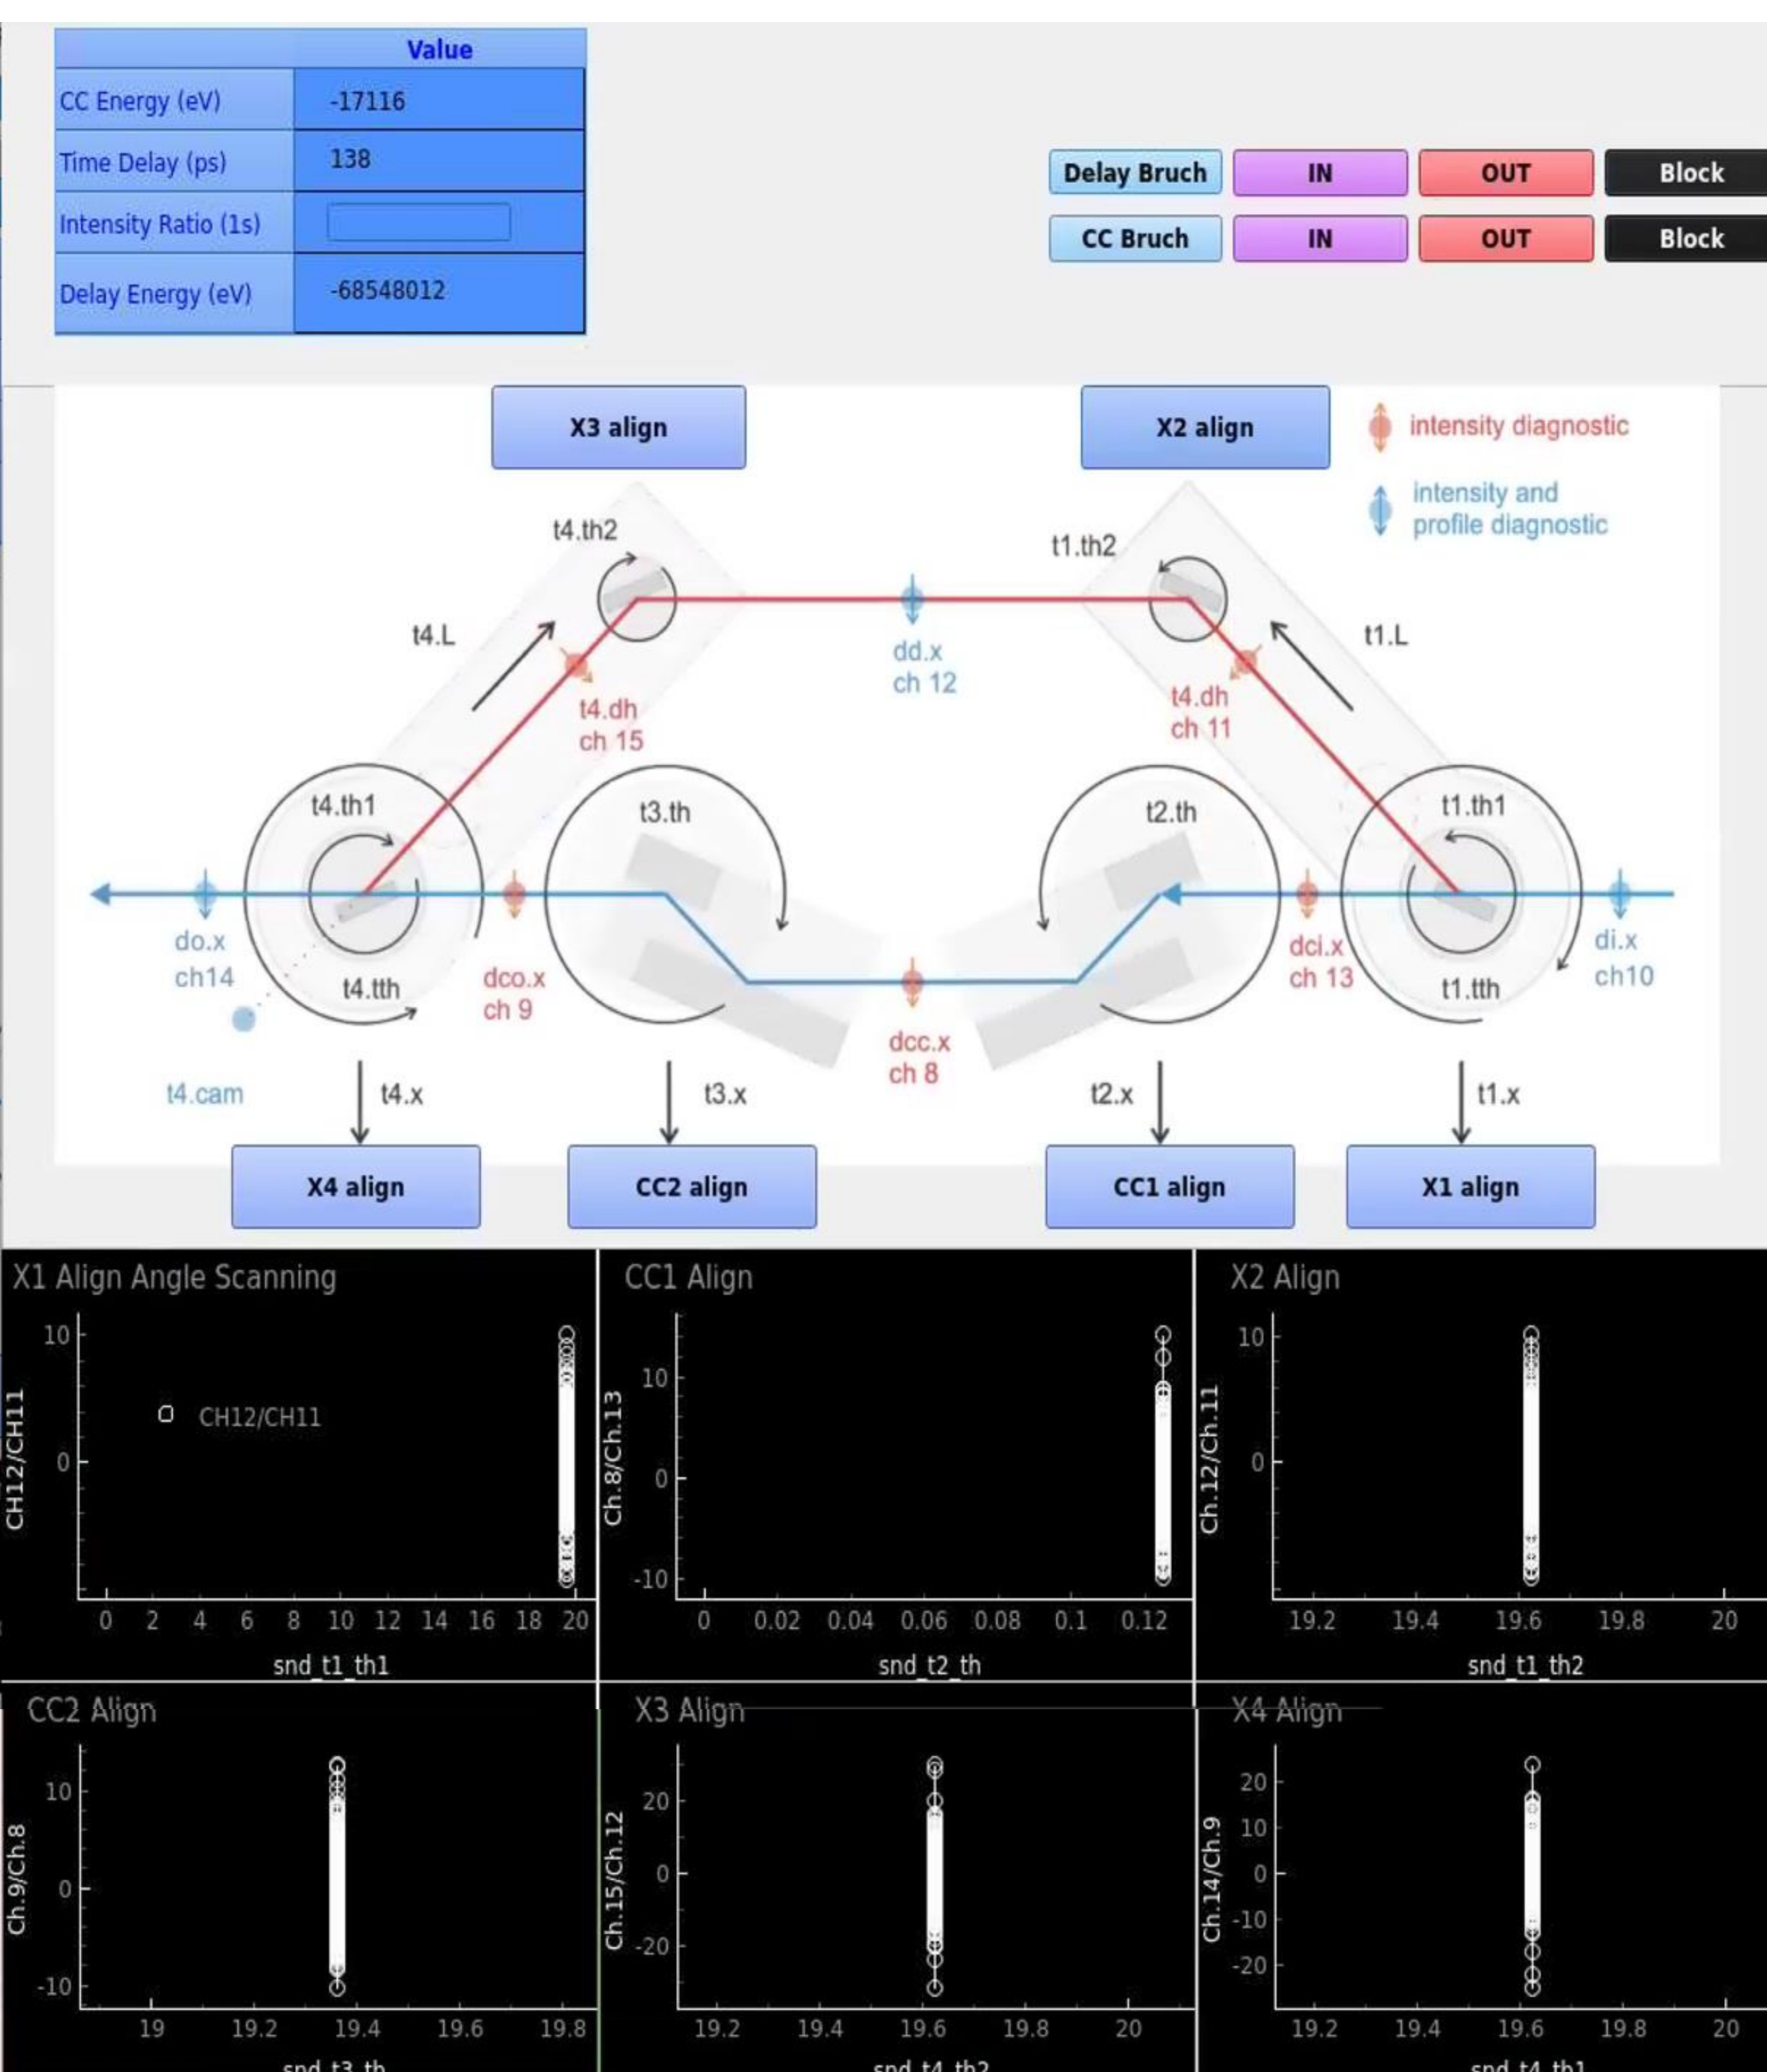 Value
CC Energy (eV) -17116
Time Delay (ps) 138
Intensity Ratio (1s)
Delay Energy (eV) -68548012
Delay Bruch IN OUT Block
CC Bruch IN OUT Block
X3 align
X2 align
intensity diagnostic
intensity and
profile diagnostic
t4.th2
t1.th2
t4.L
t1.L
dd.x
ch 12
t4.dh
ch 15
t4.dh
ch 11
t4.th1
t3.th
t2.th
t1.th1
do.x
ch14
t4.tth
dco.x
ch 9
dcc.x
ch 8
dci.x
ch 13
t1.tth
di.x
ch10
t4.cam
t4.x
t3.x
t2.x
t1.x
X4 align
CC2 align
CC1 align
X1 align
X1 Align Angle Scanning
CH12/CH11
10
0
CH12/CH11
0 2 4 6 8 10 12 14 16 18 20
snd_t1_th1
CC1 Align
Ch.8/Ch.13
10
0
-10
0 0.02 0.04 0.06 0.08 0.1 0.12
snd_t2_th
X2 Align
Ch.12/Ch.11
10
0
19.2 19.4 19.6 19.8 20
snd_t1_th2
CC2 Align
Ch.9/Ch.8
10
0
-10
19 19.2 19.4 19.6 19.8
snd_t3_th
X3 Align
Ch.15/Ch.12
20
0
-20
19.2 19.4 19.6 19.8 20
snd_t4_th2
X4 Align
Ch.14/Ch.9
20
10
0
-10
-20
19.2 19.4 19.6 19.8 20
snd_t4_th1